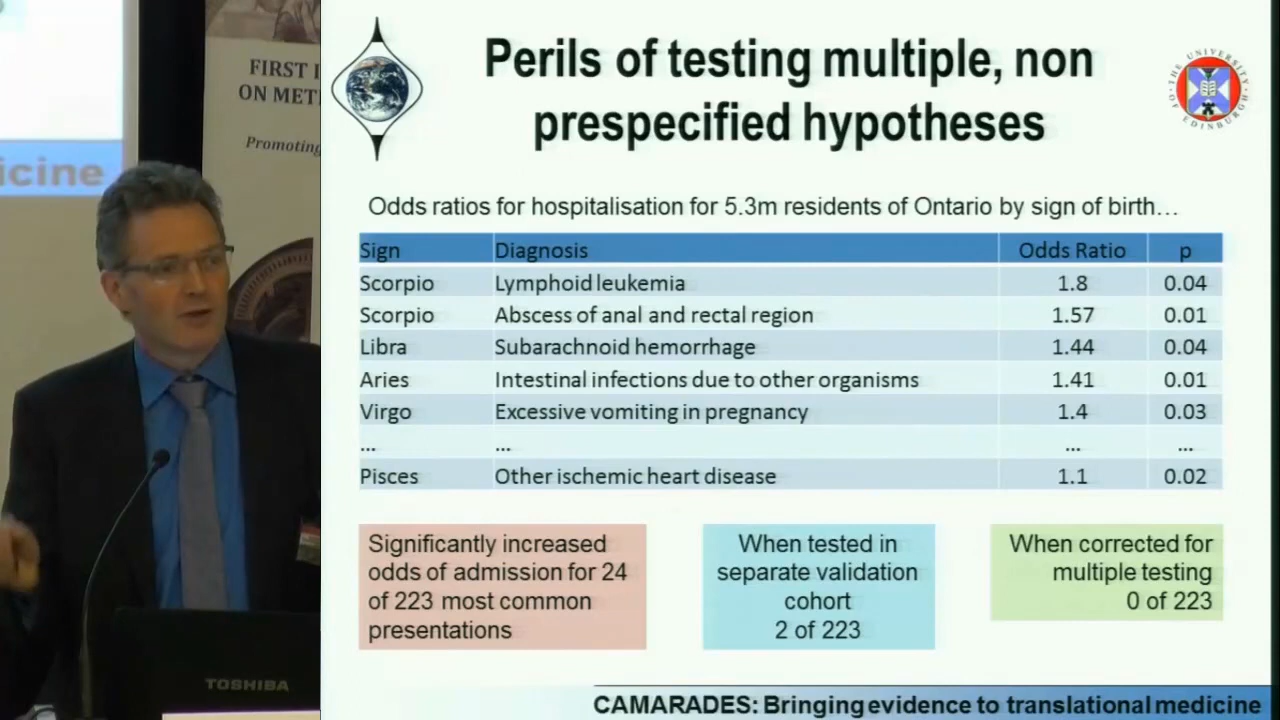 FIRST I
ON MET
Promoting
icine
TOSHIBA
Perils of testing multiple, non
prespecified hypotheses
THE UNIVERSITY OF EDINBURGH
Odds ratios for hospitalisation for 5.3m residents of Ontario by sign of birth…
Sign Diagnosis Odds Ratio p
Scorpio Lymphoid leukemia 1.8 0.04
Scorpio Abscess of anal and rectal region 1.57 0.01
Libra Subarachnoid hemorrhage 1.44 0.04
Aries Intestinal infections due to other organisms 1.41 0.01
Virgo Excessive vomiting in pregnancy 1.4 0.03
... ... ... ...
Pisces Other ischemic heart disease 1.1 0.02
Significantly increased
odds of admission for 24
of 223 most common
presentations
When tested in
separate validation
cohort
2 of 223
When corrected for
multiple testing
0 of 223
CAMARADES: Bringing evidence to translational medicine